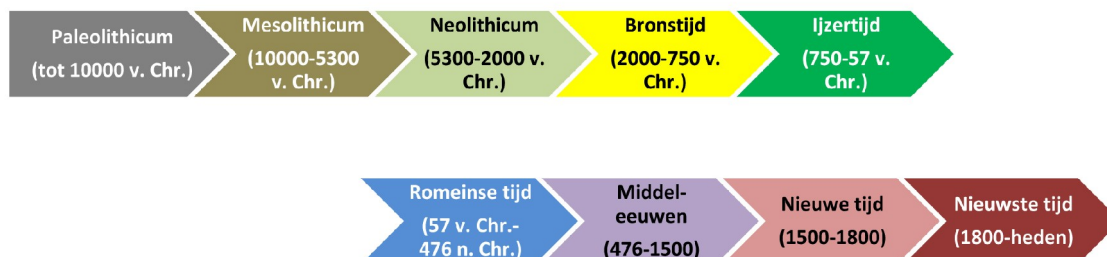 Paleolithicum
(tot 10000 v. Chr.)
Mesolithicum
(10000-5300
v. Chr.)
Neolithicum
(5300-2000 v.
Chr.)
Bronstijd
(2000-750 v.
Chr.)
Ijzertijd
(750-57 v.
Chr.)
Romeinse tijd
(57 v. Chr.-
476 n. Chr.)
Middel-
eeuwen
(476-1500)
Nieuwe tijd
(1500-1800)
Nieuwste tijd
(1800-heden)